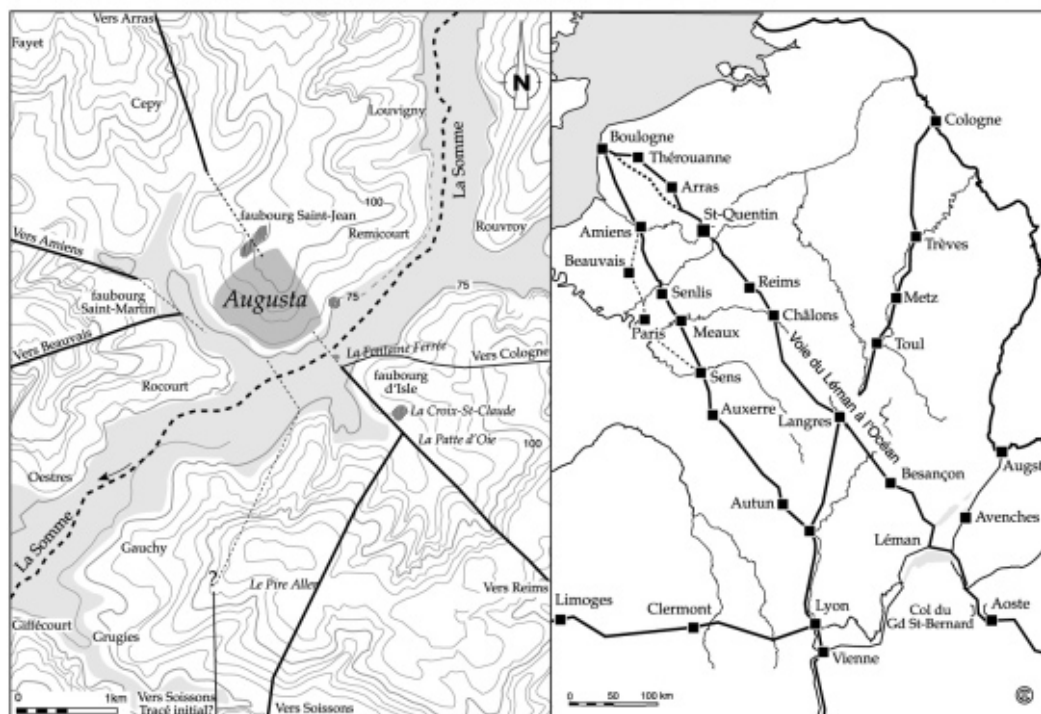 Vers Arras
Fayet
Cepy
Louvigny
N
La Somme
100
faubourg Saint-Jean
Remicourt
Rouvroy
Vers Amiens
Augusta
75
75
faubourg
Saint-Martin
Vers Beauvais
La Fontaine Ferrée
Vers Cologne
Rocourt
faubourg
d'Isle
La Croix-St-Claude
La Patte d'Oie
100
Oestres
La Somme
Gauchy
?
Le Pire Aller
Vers Reims
Giffécourt
Grugies
0
1km
Vers Soissons
Tracé initial?
Vers Soissons
Cologne
Boulogne
Thérouanne
Arras
St-Quentin
Amiens
Trèves
Beauvais
Reims
Metz
Senlis
Châlons
Paris
Meaux
Toul
Voie du Léman à l'Océan
Sens
Auxerre
Langres
Augst
Besançon
Autun
Avenches
Léman
Limoges
Clermont
Lyon
Col du
Gd St-Bernard
Aoste
Vienne
0 50 100 km